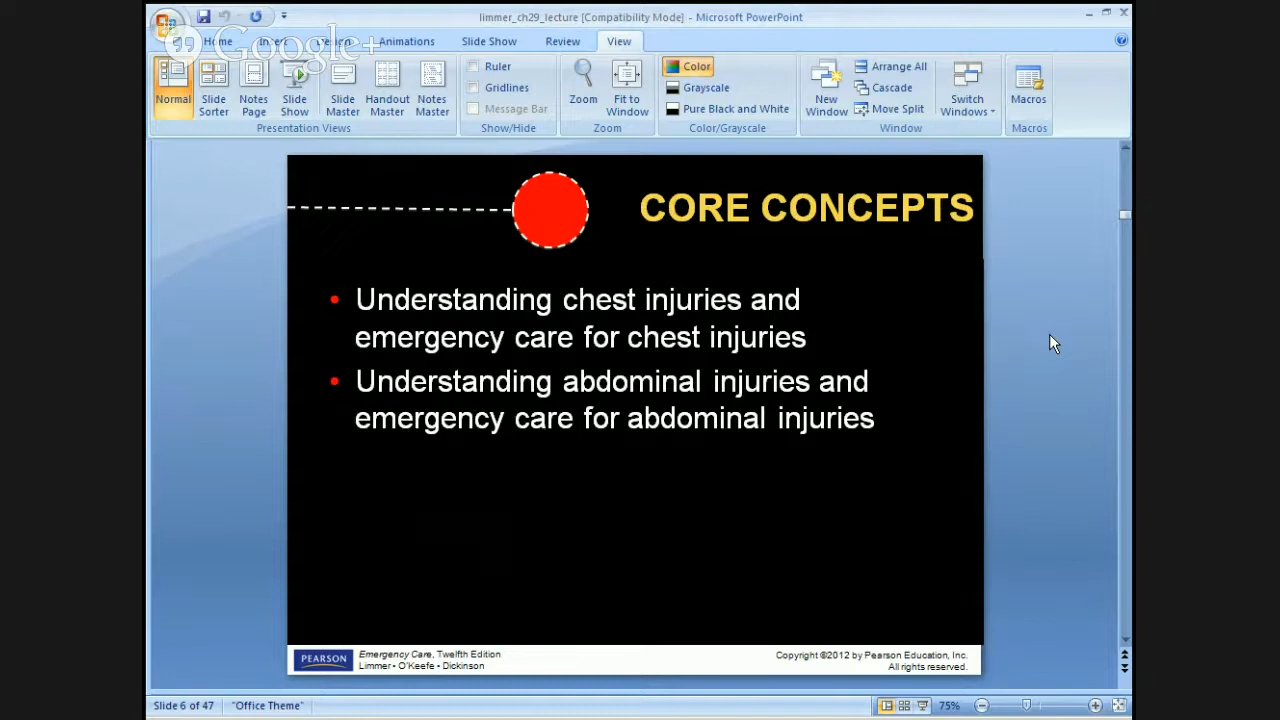 limmer_ch29_lecture [Compatibility Mode] - Microsoft PowerPoint
Google+
Home Insert Design Animations Slide Show Review View
Normal
Slide Sorter
Notes Page
Slide Show
Slide Master
Handout Master
Notes Master
Presentation Views
Ruler
Gridlines
Message Bar
Show/Hide
Zoom
Fit to Window
Zoom
Color
Grayscale
Pure Black and White
Color/Grayscale
New Window
Arrange All
Cascade
Move Split
Switch Windows
Window
Macros
Macros
CORE CONCEPTS
• Understanding chest injuries and
emergency care for chest injuries
• Understanding abdominal injuries and
emergency care for abdominal injuries
PEARSON
Emergency Care, Twelfth Edition
Limmer • O'Keefe • Dickinson
Copyright ©2012 by Pearson Education, Inc.
All rights reserved.
Slide 6 of 47 "Office Theme" 75%